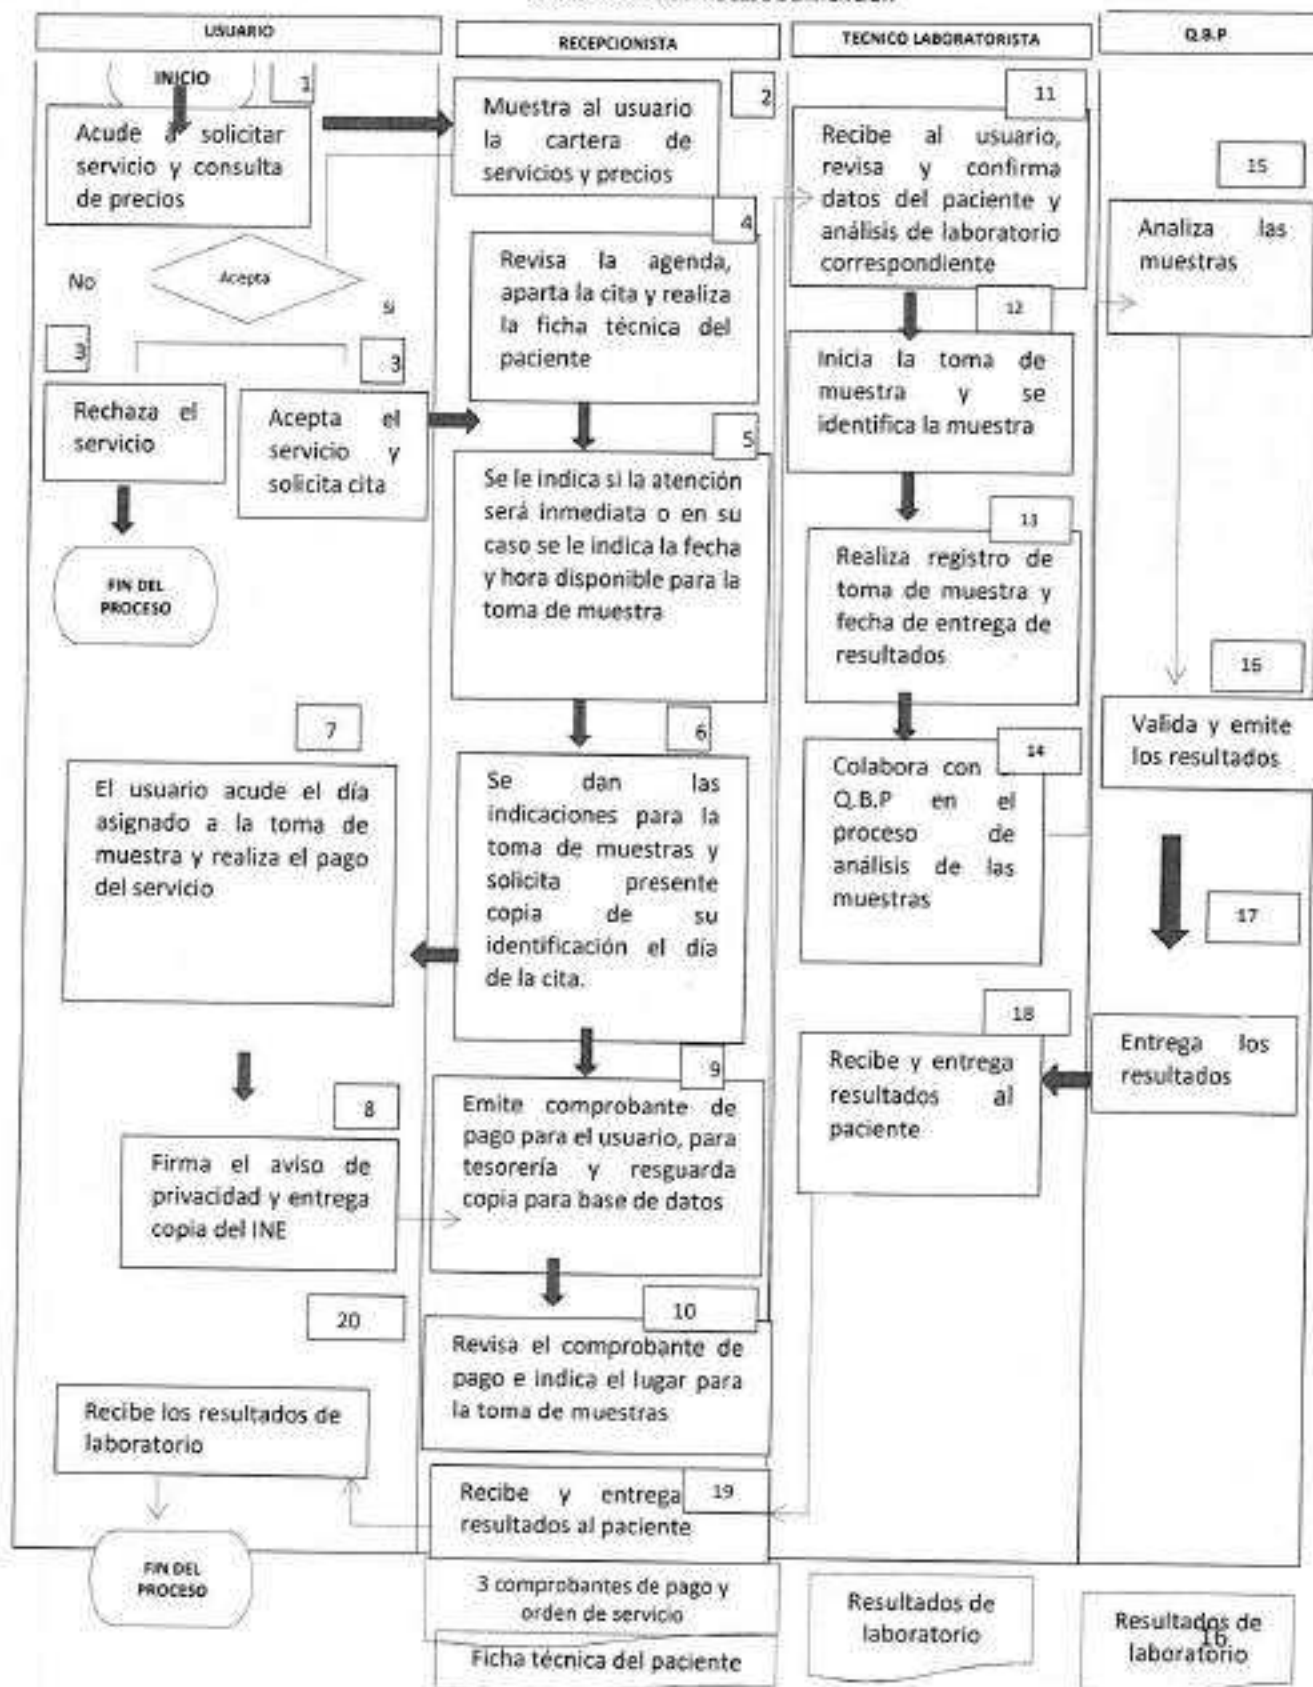 USUARIO
RECEPCIONISTA
TECNICO LABORATORISTA
Q.B.P
INICIO
1
Acude a solicitar
servicio y consulta
de precios
Acepta
No
si
3
Rechaza el
servicio
3
Acepta el
servicio y
solicita cita
FIN DEL
PROCESO
7
El usuario acude el día
asignado a la toma de
muestra y realiza el pago
del servicio
8
Firma el aviso de
privacidad y entrega
copia del INE
20
Recibe los resultados de
laboratorio
FIN DEL
PROCESO
2
Muestra al usuario
la cartera de
servicios y precios
4
Revisa la agenda,
aparta la cita y realiza
la ficha técnica del
paciente
5
Se le indica si la atención
será inmediata o en su
caso se le indica la fecha
y hora disponible para la
toma de muestra
6
Se dan las
indicaciones para la
toma de muestras y
solicita presente
copia de su
identificación el día
de la cita.
9
Emite comprobante de
pago para el usuario, para
tesorería y resguarda
copia para base de datos
10
Revisa el comprobante de
pago e indica el lugar para
la toma de muestras
19
Recibe y entrega
resultados al paciente
3 comprobantes de pago y
orden de servicio
Ficha técnica del paciente
11
Recibe al usuario,
revisa y confirma
datos del paciente y
análisis de laboratorio
correspondiente
12
Inicia la toma de
muestra y se
identifica la muestra
13
Realiza registro de
toma de muestra y
fecha de entrega de
resultados
14
Colabora con
Q.B.P en el
proceso de
análisis de las
muestras
18
Recibe y entrega
resultados al
paciente
Resultados de
laboratorio
15
Analiza las
muestras
16
Valida y emite
los resultados
17
Entrega los
resultados
Resultados de
laboratorio
16